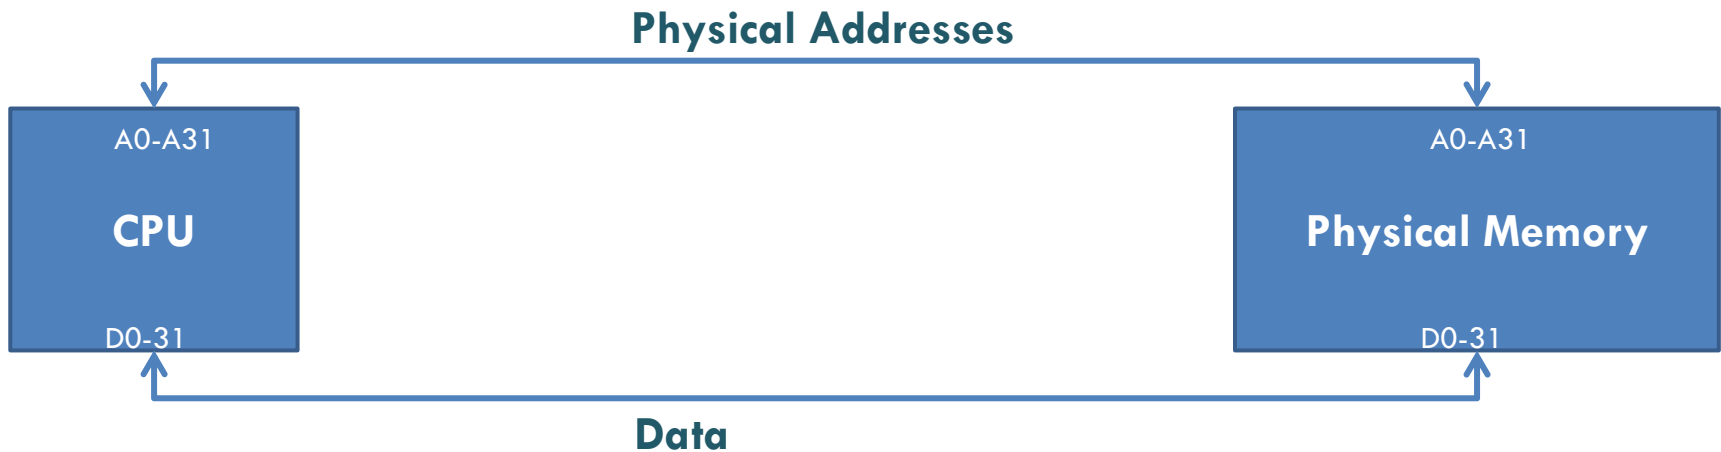 Physical Addresses
A0-A31
A0-A31
CPU
Physical Memory
D0-31
D0-31
Data